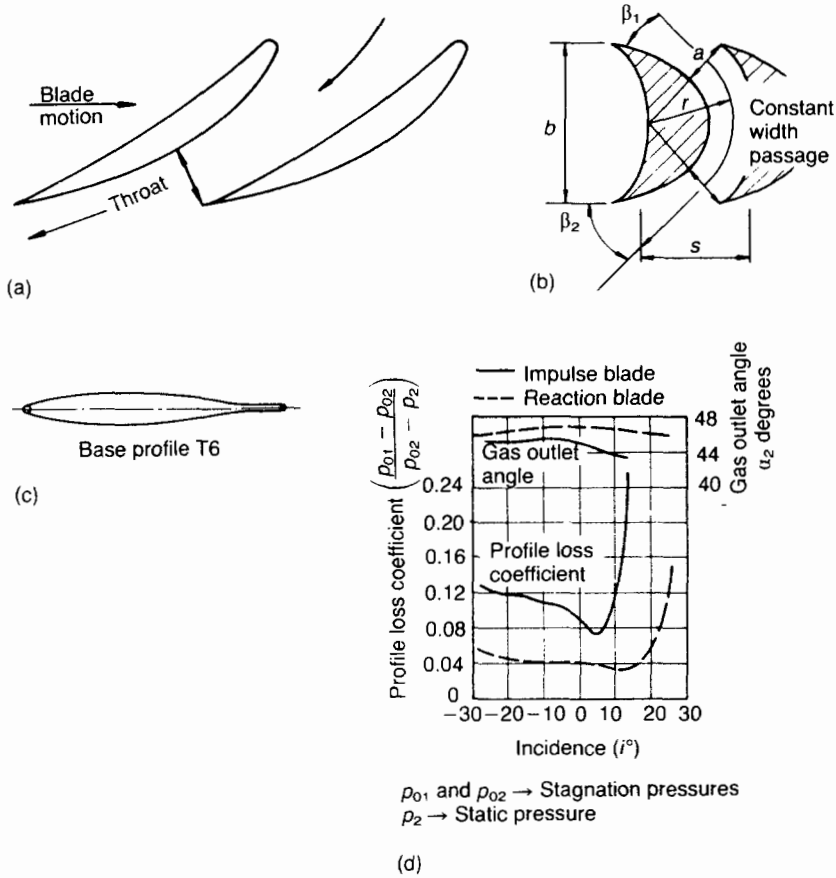 Blade
motion
Throat
(a)
β1
a
r
b
Constant
width
passage
β2
s
(b)
Base profile T6
(c)
Impulse blade
Reaction blade
Profile loss coefficient (p01 − p02 / p02 − p2)
Gas outlet angle
α2 degrees
48
44
40
Gas outlet
angle
Profile loss
coefficient
0.24
0.20
0.16
0.12
0.08
0.04
0
−30 −20 −10 0 10 20 30
Incidence (i°)
p01 and p02 → Stagnation pressures
p2 → Static pressure
(d)